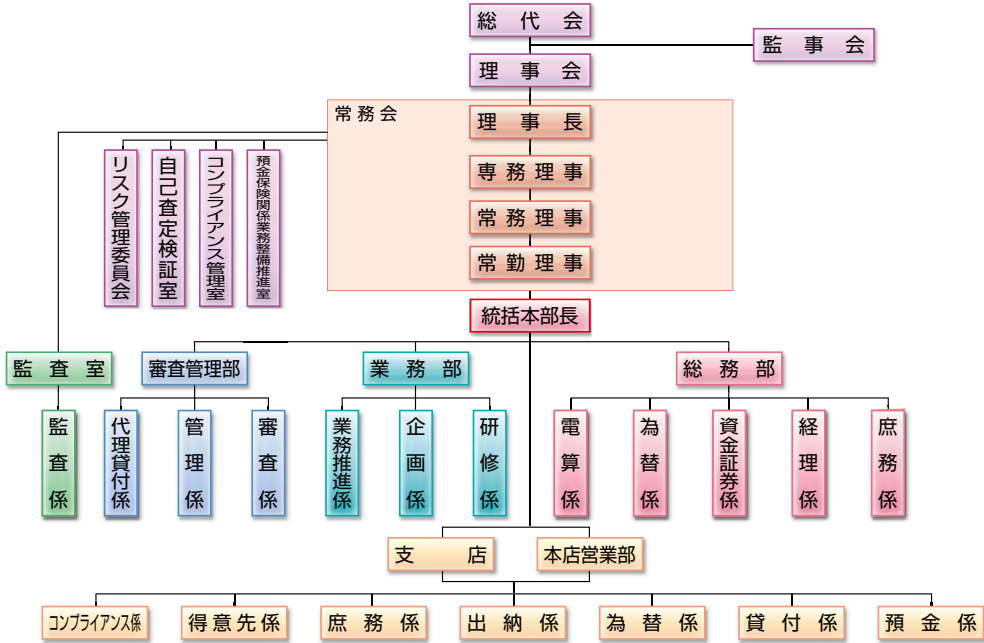 総代会
監事会
理事会
常務会
理事長
専務理事
常務理事
常勤理事
リスク管理委員会
自己査定検証室
コンプライアンス管理室
預金保険関係業務整備推進室
統括本部長
監査室
審査管理部
業務部
総務部
監査係
代理貸付係
管理係
審査係
業務推進係
企画係
研修係
電算係
為替係
資金証券係
経理係
庶務係
支店
本店営業部
コンプライアンス係
得意先係
庶務係
出納係
為替係
貸付係
預金係